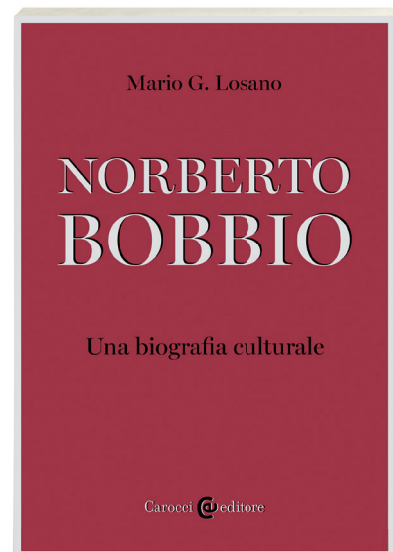 Mario G. Losano
NORBERTO
BOBBIO
Una biografia culturale
Carocci @ editore